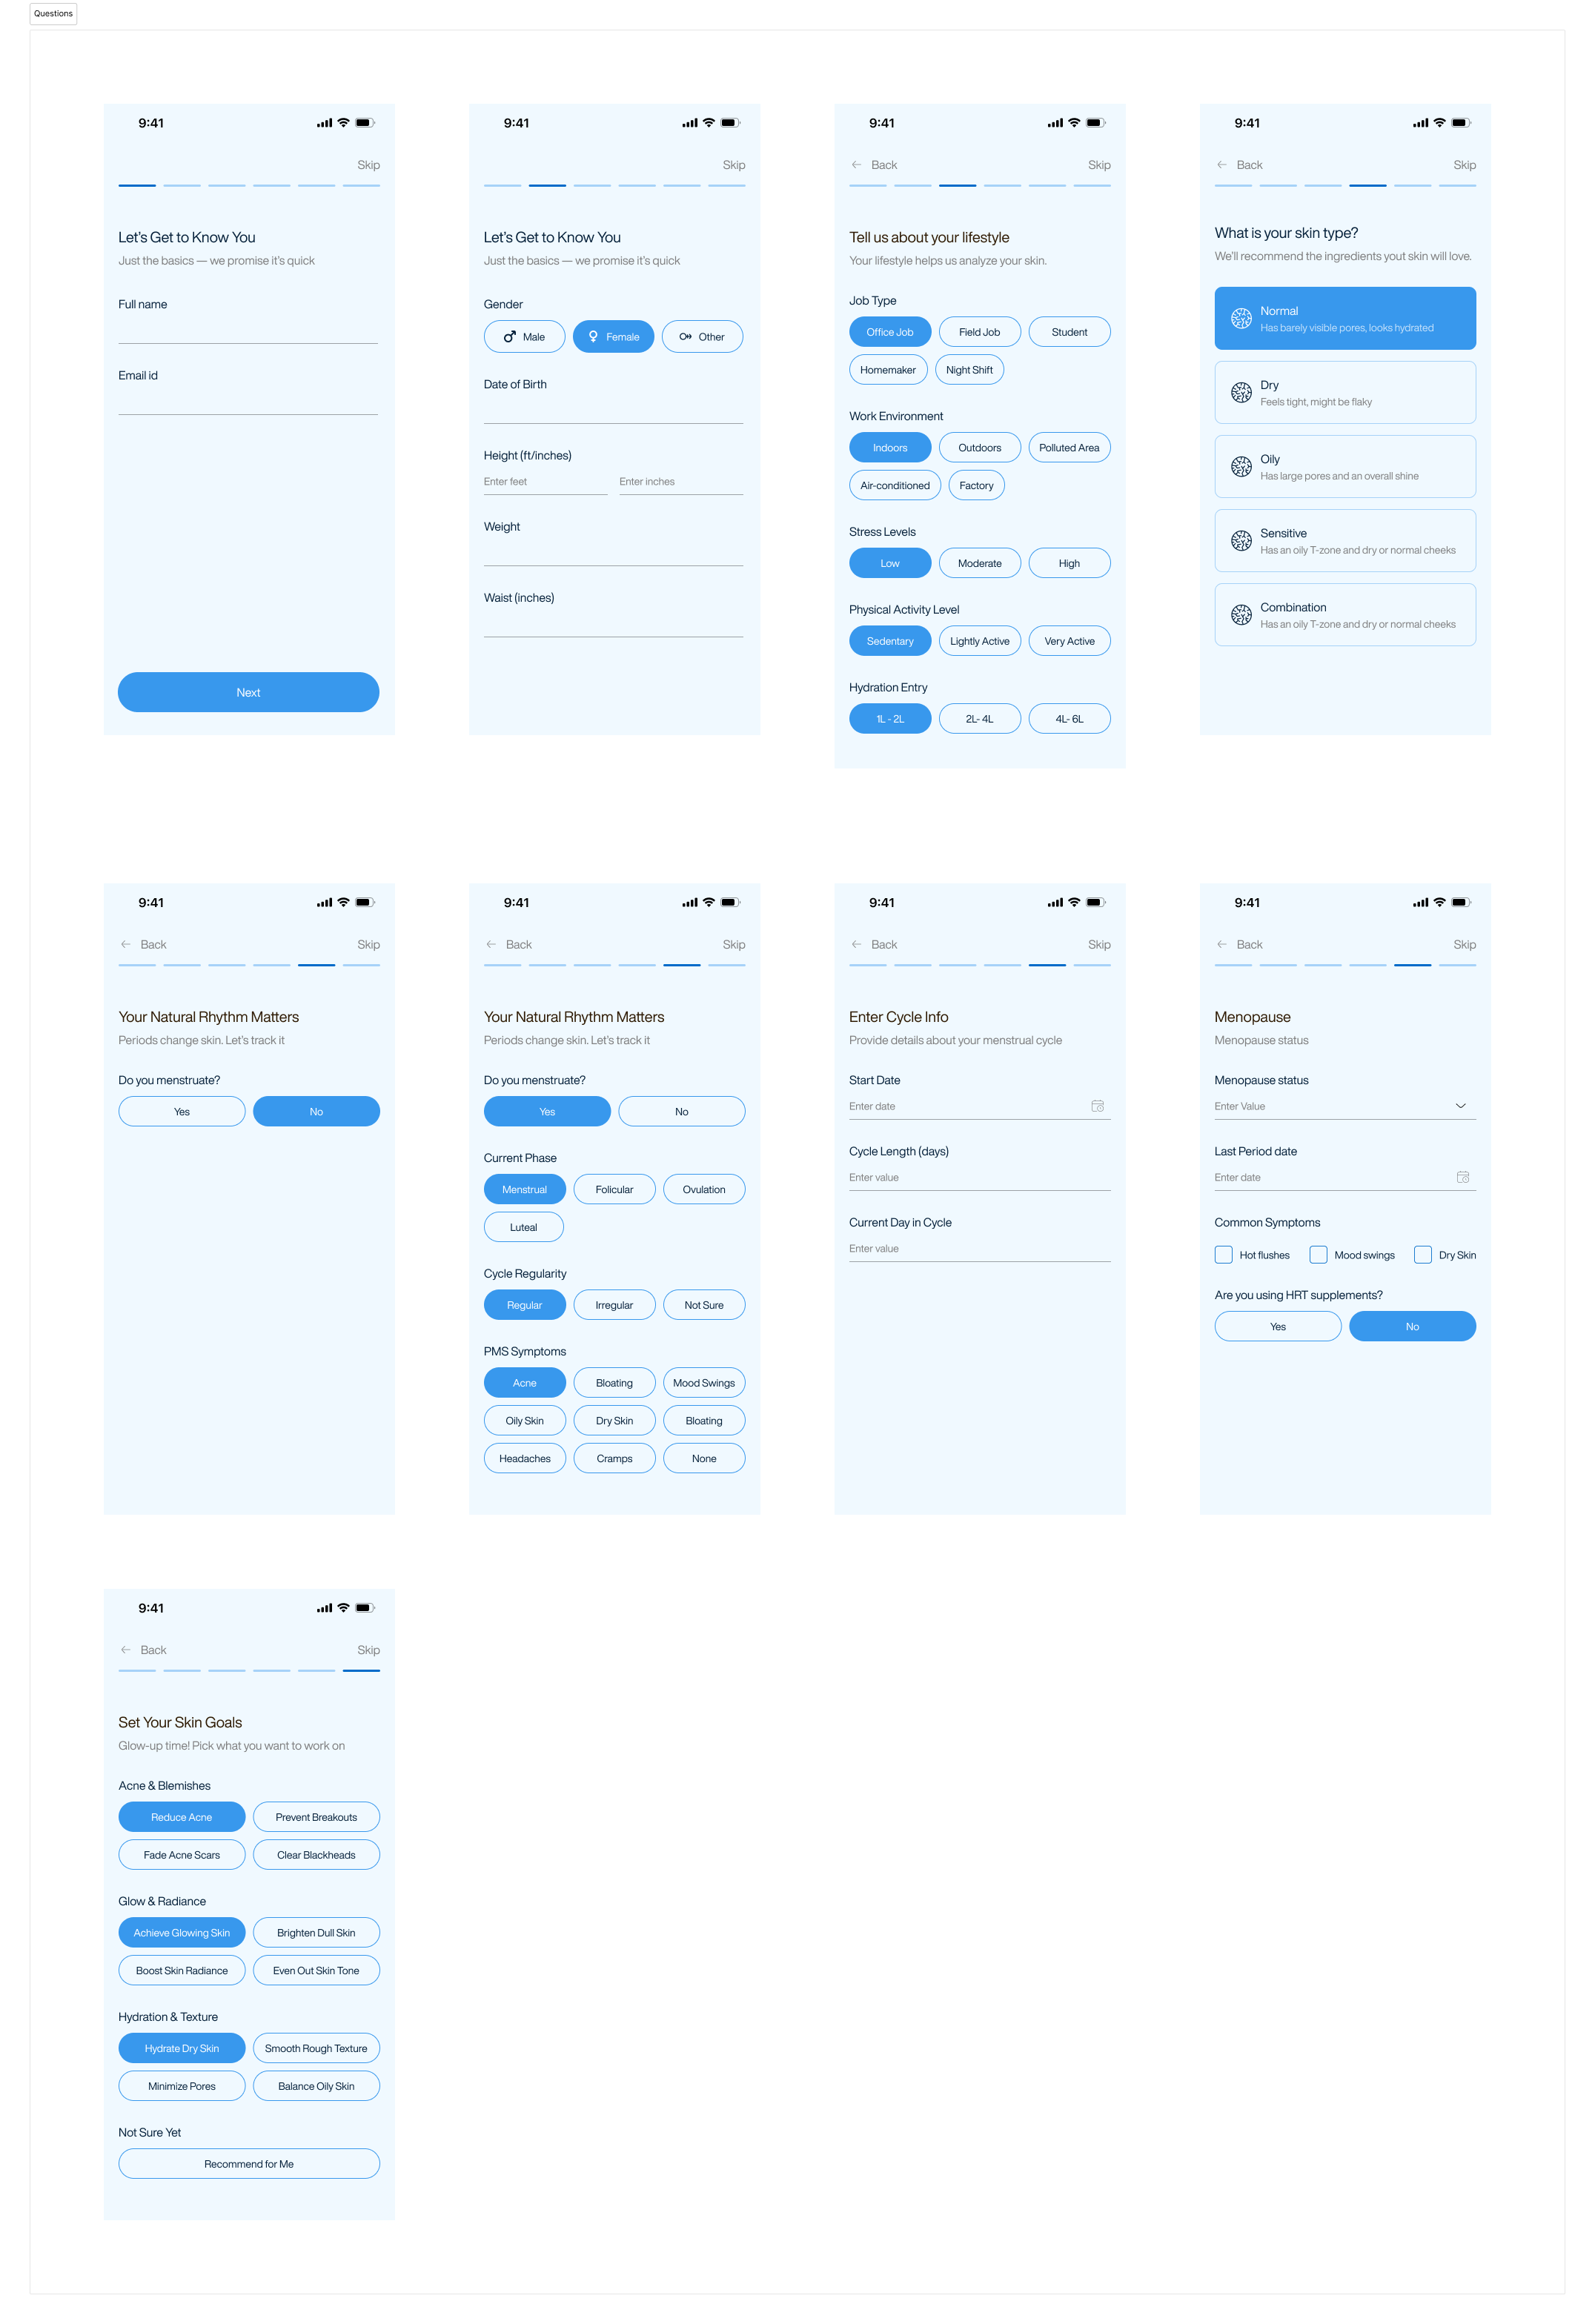 Questions
9:41
Skip
Let's Get to Know You
Just the basics — we promise it's quick
Full name
Email id
Next
9:41
Skip
Let's Get to Know You
Just the basics — we promise it's quick
Gender
Male Female Other
Date of Birth
Height (ft/inches)
Enter feet Enter inches
Weight
Waist (inches)
9:41
Back Skip
Tell us about your lifestyle
Your lifestyle helps us analyze your skin.
Job Type
Office Job Field Job Student
Homemaker Night Shift
Work Environment
Indoors Outdoors Polluted Area
Air-conditioned Factory
Stress Levels
Low Moderate High
Physical Activity Level
Sedentary Lightly Active Very Active
Hydration Entry
1L - 2L 2L- 4L 4L- 6L
9:41
Back Skip
What is your skin type?
We'll recommend the ingredients yout skin will love.
Normal
Has barely visible pores, looks hydrated
Dry
Feels tight, might be flaky
Oily
Has large pores and an overall shine
Sensitive
Has an oily T-zone and dry or normal cheeks
Combination
Has an oily T-zone and dry or normal cheeks
9:41
Back Skip
Your Natural Rhythm Matters
Periods change skin. Let's track it
Do you menstruate?
Yes No
9:41
Back Skip
Your Natural Rhythm Matters
Periods change skin. Let's track it
Do you menstruate?
Yes No
Current Phase
Menstrual Folicular Ovulation
Luteal
Cycle Regularity
Regular Irregular Not Sure
PMS Symptoms
Acne Bloating Mood Swings
Oily Skin Dry Skin Bloating
Headaches Cramps None
9:41
Back Skip
Enter Cycle Info
Provide details about your menstrual cycle
Start Date
Enter date
Cycle Length (days)
Enter value
Current Day in Cycle
Enter value
9:41
Back Skip
Menopause
Menopause status
Menopause status
Enter Value
Last Period date
Enter date
Common Symptoms
Hot flushes Mood swings Dry Skin
Are you using HRT supplements?
Yes No
9:41
Back Skip
Set Your Skin Goals
Glow-up time! Pick what you want to work on
Acne & Blemishes
Reduce Acne Prevent Breakouts
Fade Acne Scars Clear Blackheads
Glow & Radiance
Achieve Glowing Skin Brighten Dull Skin
Boost Skin Radiance Even Out Skin Tone
Hydration & Texture
Hydrate Dry Skin Smooth Rough Texture
Minimize Pores Balance Oily Skin
Not Sure Yet
Recommend for Me